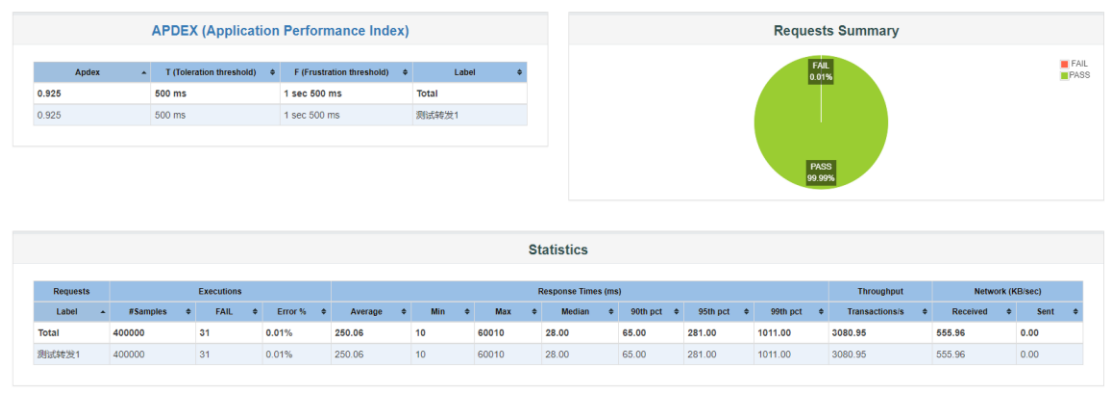 APDEX (Application Performance Index)
Apdex T (Toleration threshold) F (Frustration threshold) Label
0.925 500 ms 1 sec 500 ms Total
0.925 500 ms 1 sec 500 ms 测试转发1
Requests Summary
FAIL
0.01%
PASS
99.99%
FAIL
PASS
Statistics
Requests Executions Response Times (ms) Throughput Network (KB/sec)
Label #Samples FAIL Error % Average Min Max Median 90th pct 95th pct 99th pct Transactions/s Received Sent
Total 400000 31 0.01% 250.06 10 60010 28.00 65.00 281.00 1011.00 3080.95 555.96 0.00
测试转发1 400000 31 0.01% 250.06 10 60010 28.00 65.00 281.00 1011.00 3080.95 555.96 0.00